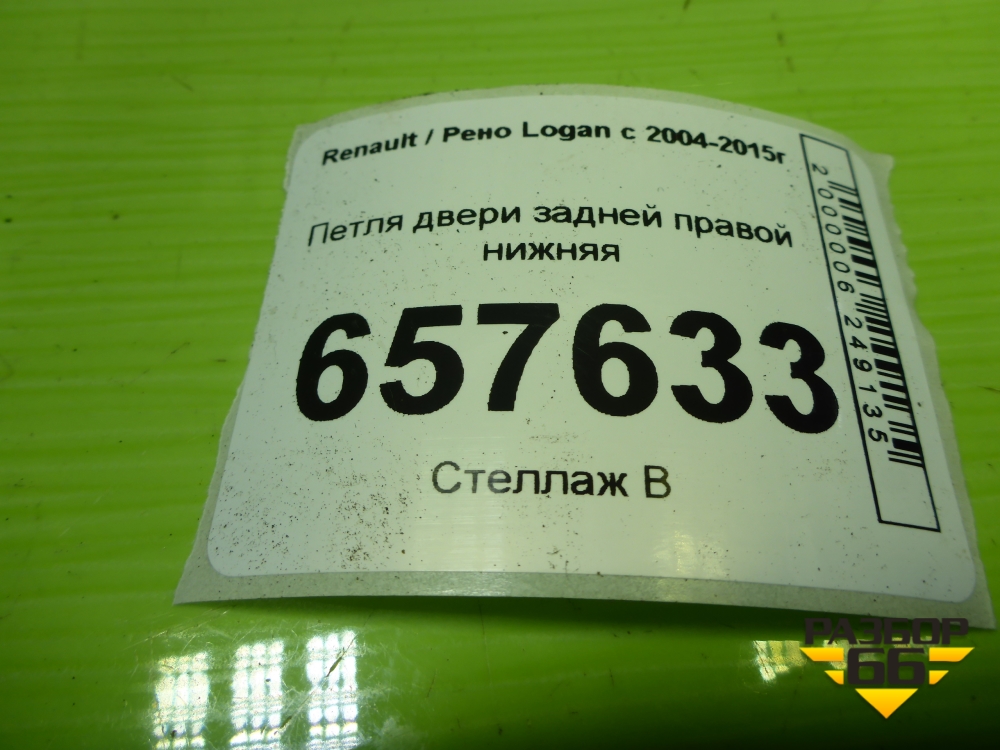 Renault / Рено Logan с 2004-2015г
Петля двери задней правой
нижняя
657633
Стеллаж В
2000006249135
РАЗБОР
66